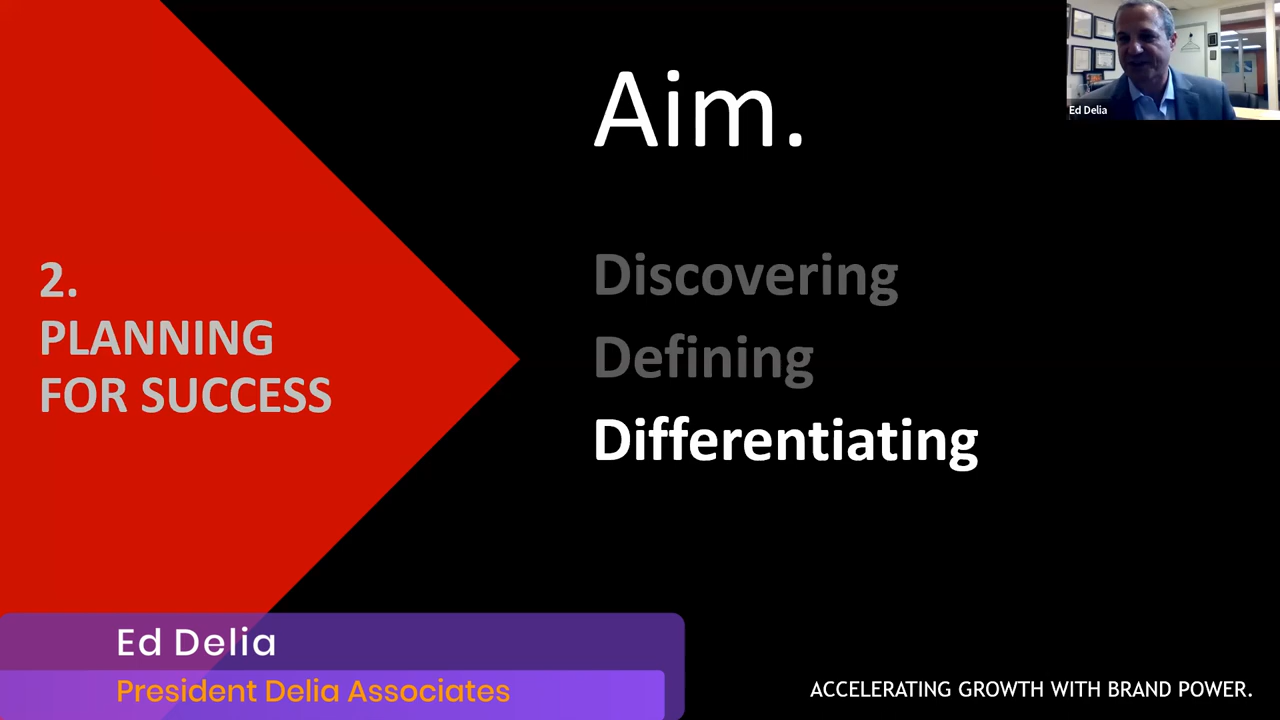 Aim.
Ed Delia
2.
PLANNING
FOR SUCCESS
Discovering
Defining
Differentiating
Ed Delia
President Delia Associates
ACCELERATING GROWTH WITH BRAND POWER.